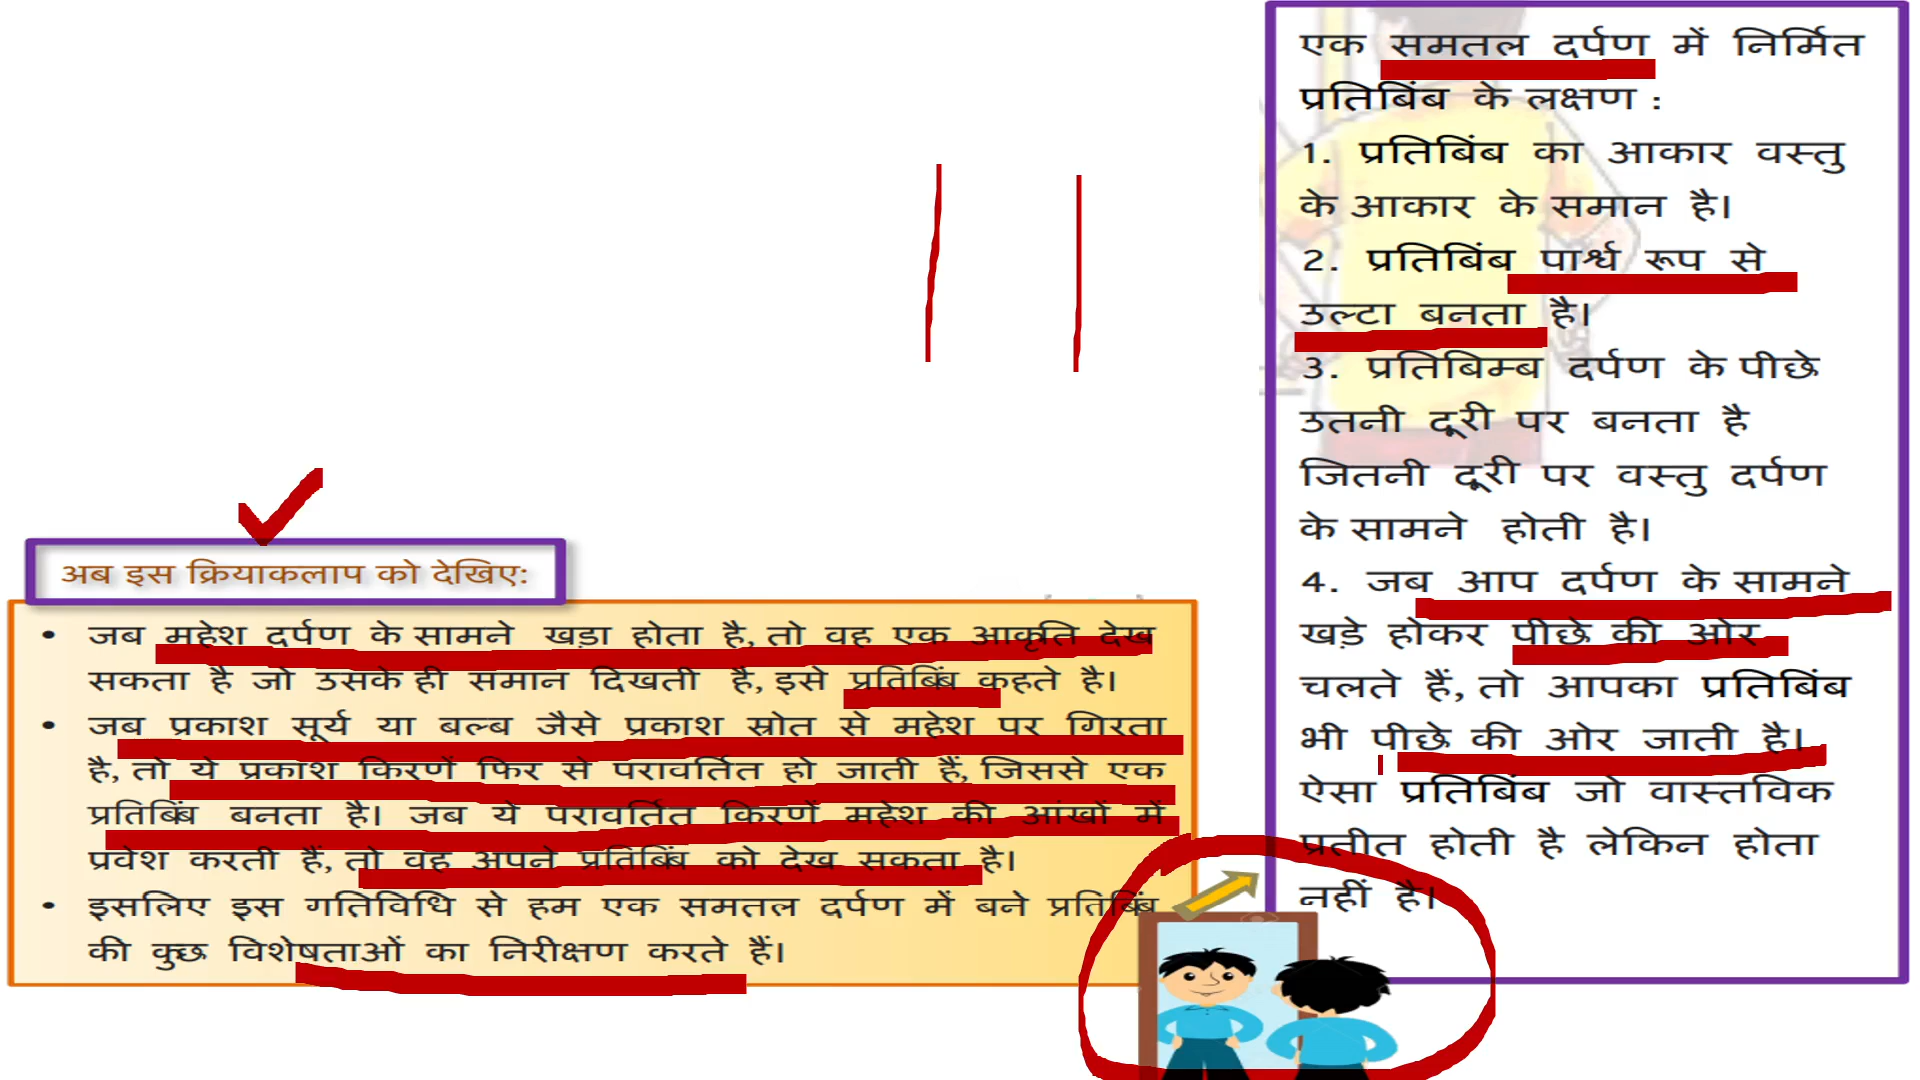 अब इस क्रियाकलाप को देखिए:
• जब महेश दर्पण के सामने खड़ा होता है, तो वह एक आकृति देख
सकता है जो उसके ही समान दिखती है, इसे प्रतिबिंब कहते है।
• जब प्रकाश सूर्य या बल्ब जैसे प्रकाश स्रोत से महेश पर गिरता
है, तो ये प्रकाश किरणें फिर से परावर्तित हो जाती हैं, जिससे एक
प्रतिबिंब बनता है। जब ये परावर्तित किरणें महेश की आंखों में
प्रवेश करती हैं, तो वह अपने प्रतिबिंब को देख सकता है।
• इसलिए इस गतिविधि से हम एक समतल दर्पण में बने प्रतिबिंब
की कुछ विशेषताओं का निरीक्षण करते हैं।
एक समतल दर्पण में निर्मित
प्रतिबिंब के लक्षण :
1. प्रतिबिंब का आकार वस्तु
के आकार के समान है।
2. प्रतिबिंब पार्श्व रूप से
उल्टा बनता है।
3. प्रतिबिम्ब दर्पण के पीछे
उतनी दूरी पर बनता है
जितनी दूरी पर वस्तु दर्पण
के सामने होती है।
4. जब आप दर्पण के सामने
खड़े होकर पीछे की ओर
चलते हैं, तो आपका प्रतिबिंब
भी पीछे की ओर जाती है।
ऐसा प्रतिबिंब जो वास्तविक
प्रतीत होती है लेकिन होता
नहीं है।